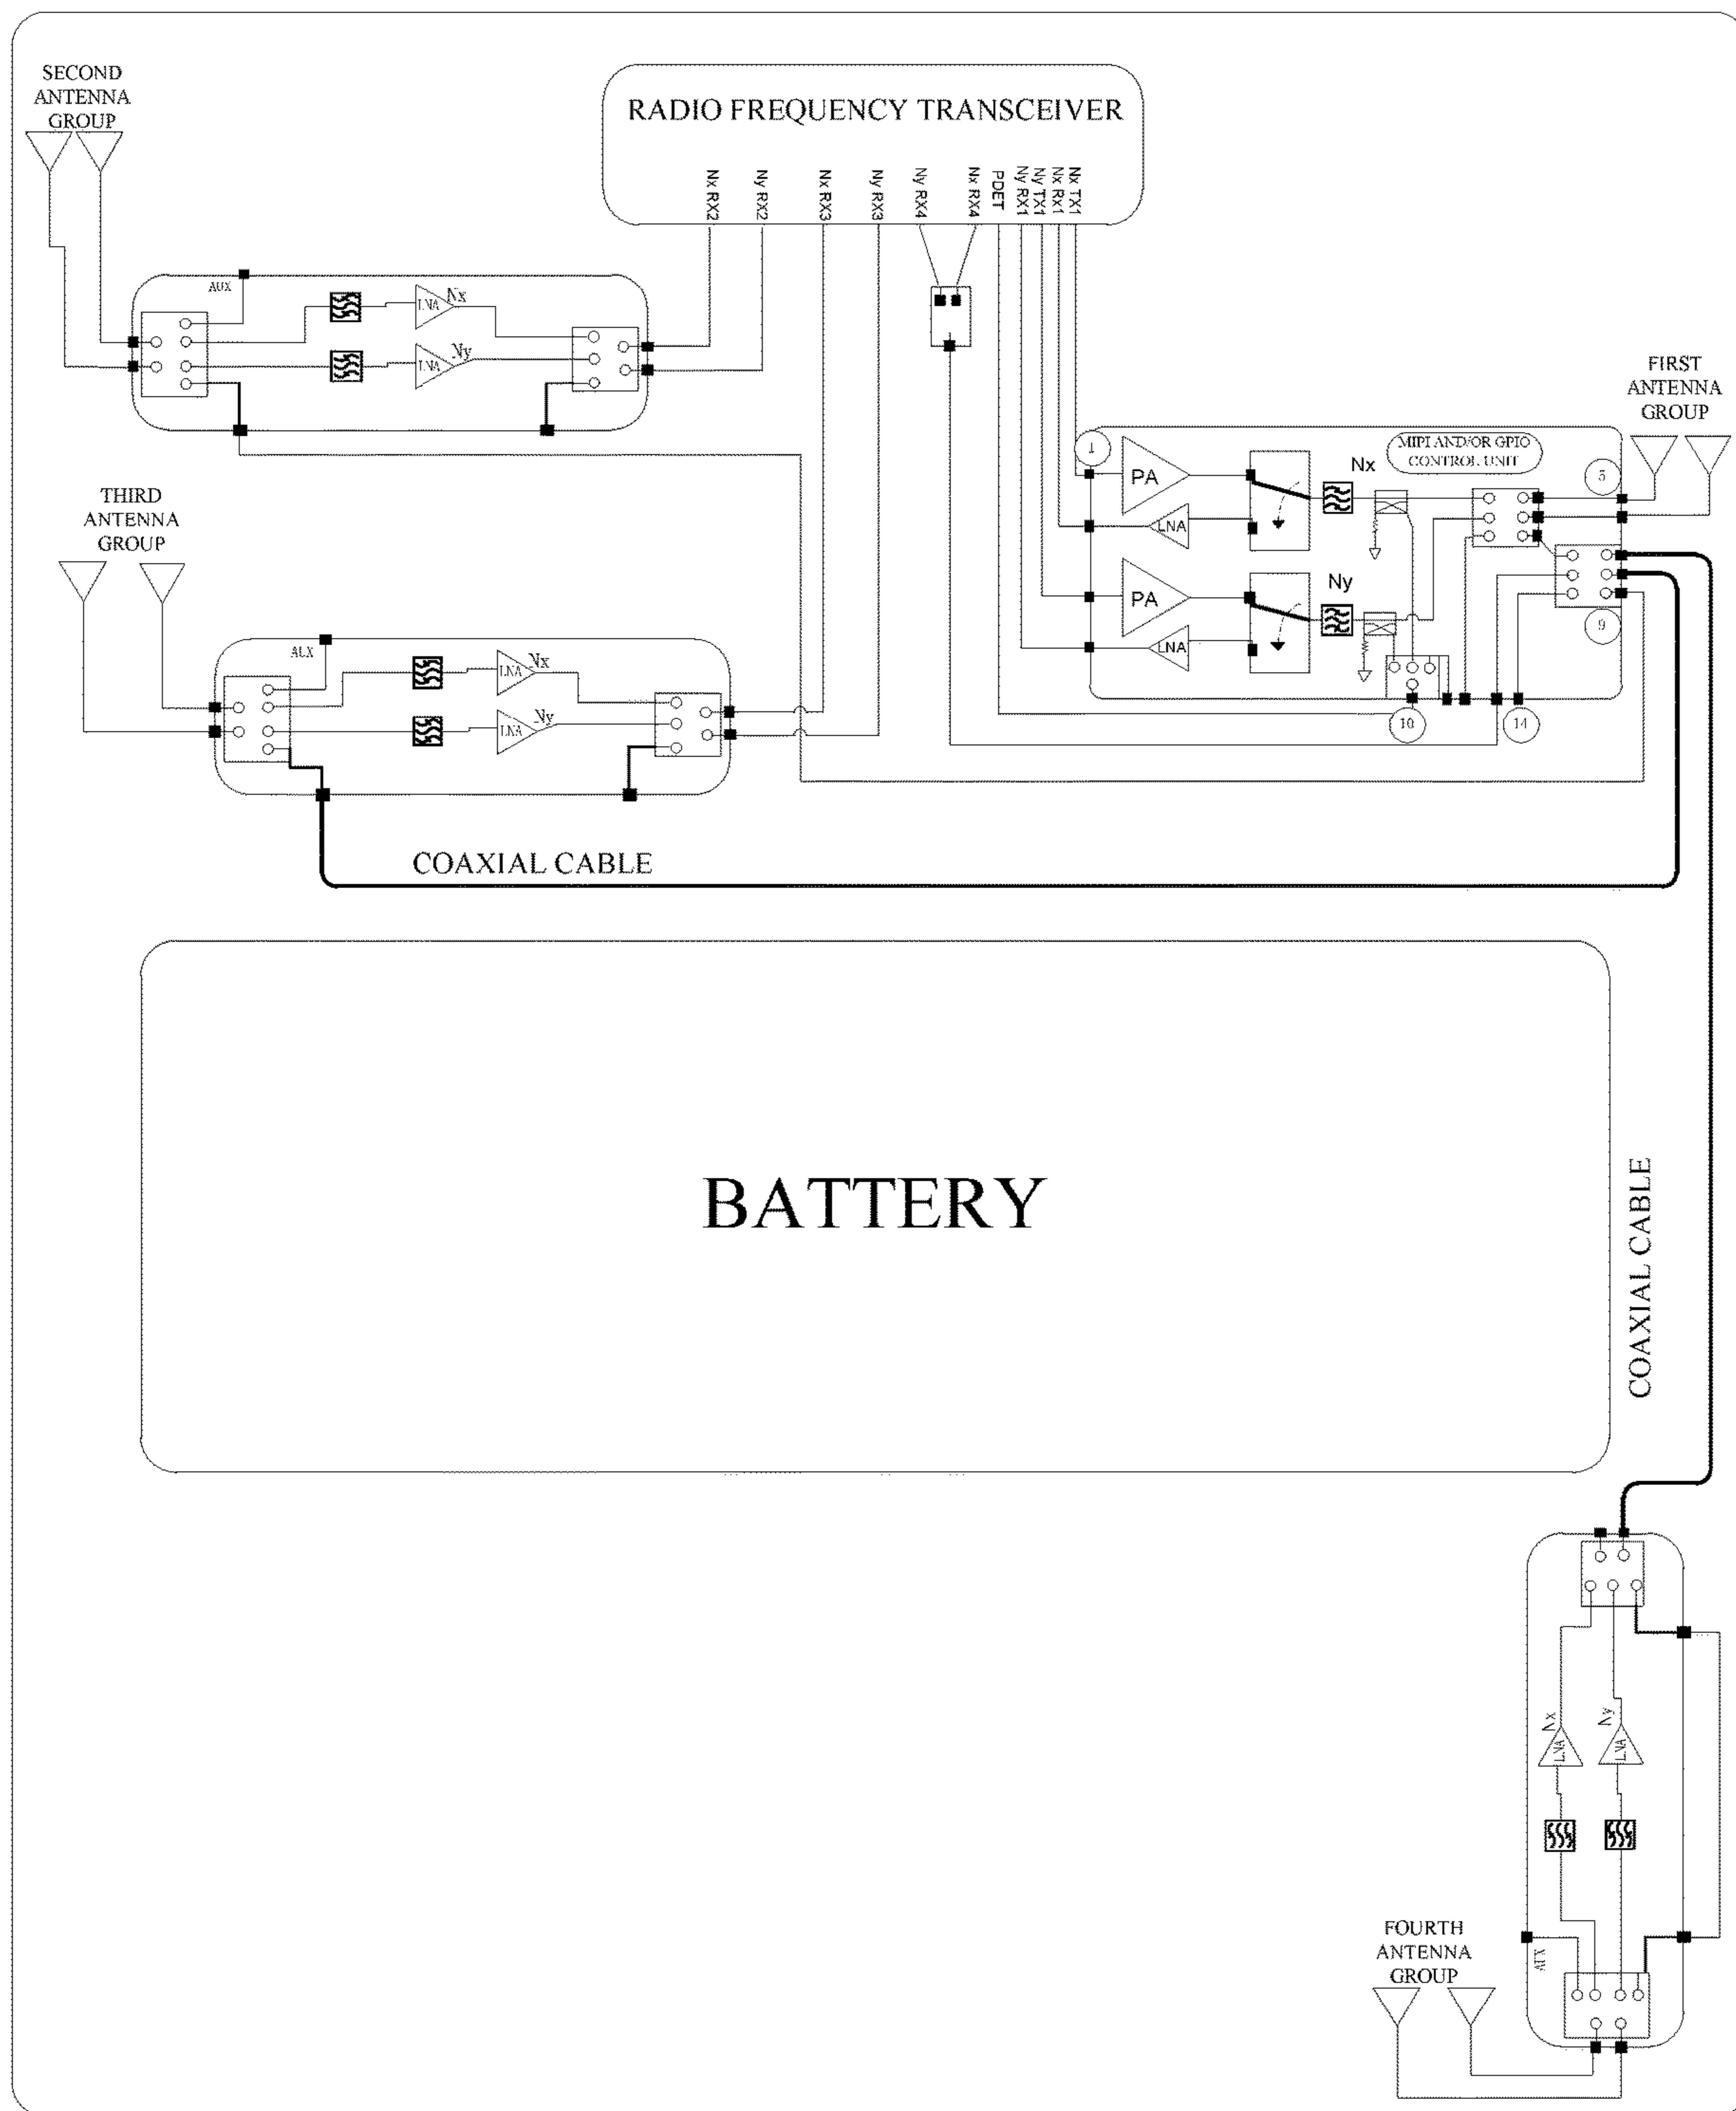 SECOND
ANTENNA
GROUP
RADIO FREQUENCY TRANSCEIVER
Nx RX2
Ny RX2
Nx RX3
Ny RX3
Ny RX4
Nx RX4
PDET
Ny RX1
Ny TX1
Nx Rx1
Nx TX1
AUX
LNA
Nx
LNA
Ny
FIRST
ANTENNA
GROUP
1
MIPI AND/OR GPIO
CONTROL UNIT
5
PA
Nx
LNA
PA
Ny
LNA
9
10
14
THIRD
ANTENNA
GROUP
AUX
LNA
Nx
LNA
Ny
COAXIAL CABLE
BATTERY
COAXIAL CABLE
Nx
Ny
LNA
LNA
AUX
FOURTH
ANTENNA
GROUP